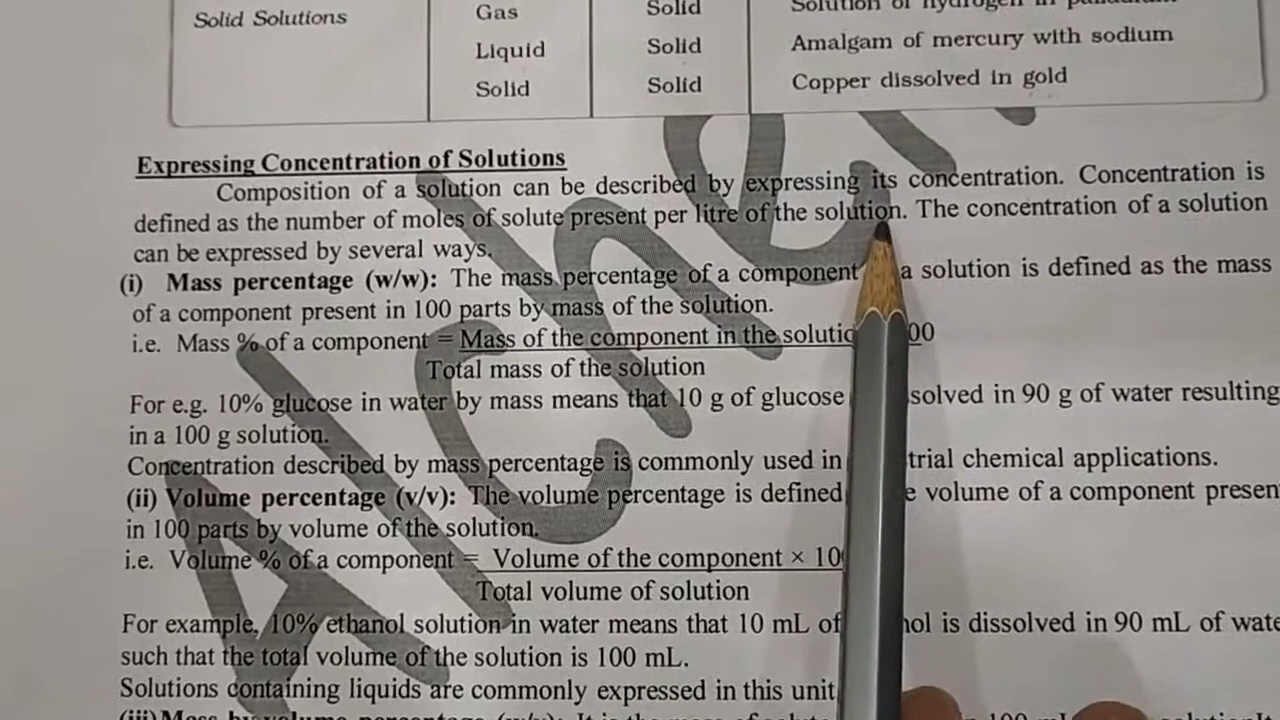 Solid Solutions Gas Solid Solution of hydrogen in
Liquid Solid Amalgam of mercury with sodium
Solid Solid Copper dissolved in gold
Expressing Concentration of Solutions
Composition of a solution can be described by expressing its concentration. Concentration is
defined as the number of moles of solute present per litre of the solution. The concentration of a solution
can be expressed by several ways.
(i) Mass percentage (w/w): The mass percentage of a component a solution is defined as the mass
of a component present in 100 parts by mass of the solution.
i.e. Mass % of a component = Mass of the component in the solutio 00
Total mass of the solution
For e.g. 10% glucose in water by mass means that 10 g of glucose solved in 90 g of water resulting
in a 100 g solution.
Concentration described by mass percentage is commonly used in trial chemical applications.
(ii) Volume percentage (v/v): The volume percentage is defined e volume of a component presen
in 100 parts by volume of the solution.
i.e. Volume % of a component = Volume of the component × 10
Total volume of solution
For example, 10% ethanol solution in water means that 10 mL of nol is dissolved in 90 mL of wate
such that the total volume of the solution is 100 mL.
Solutions containing liquids are commonly expressed in this unit
Alche